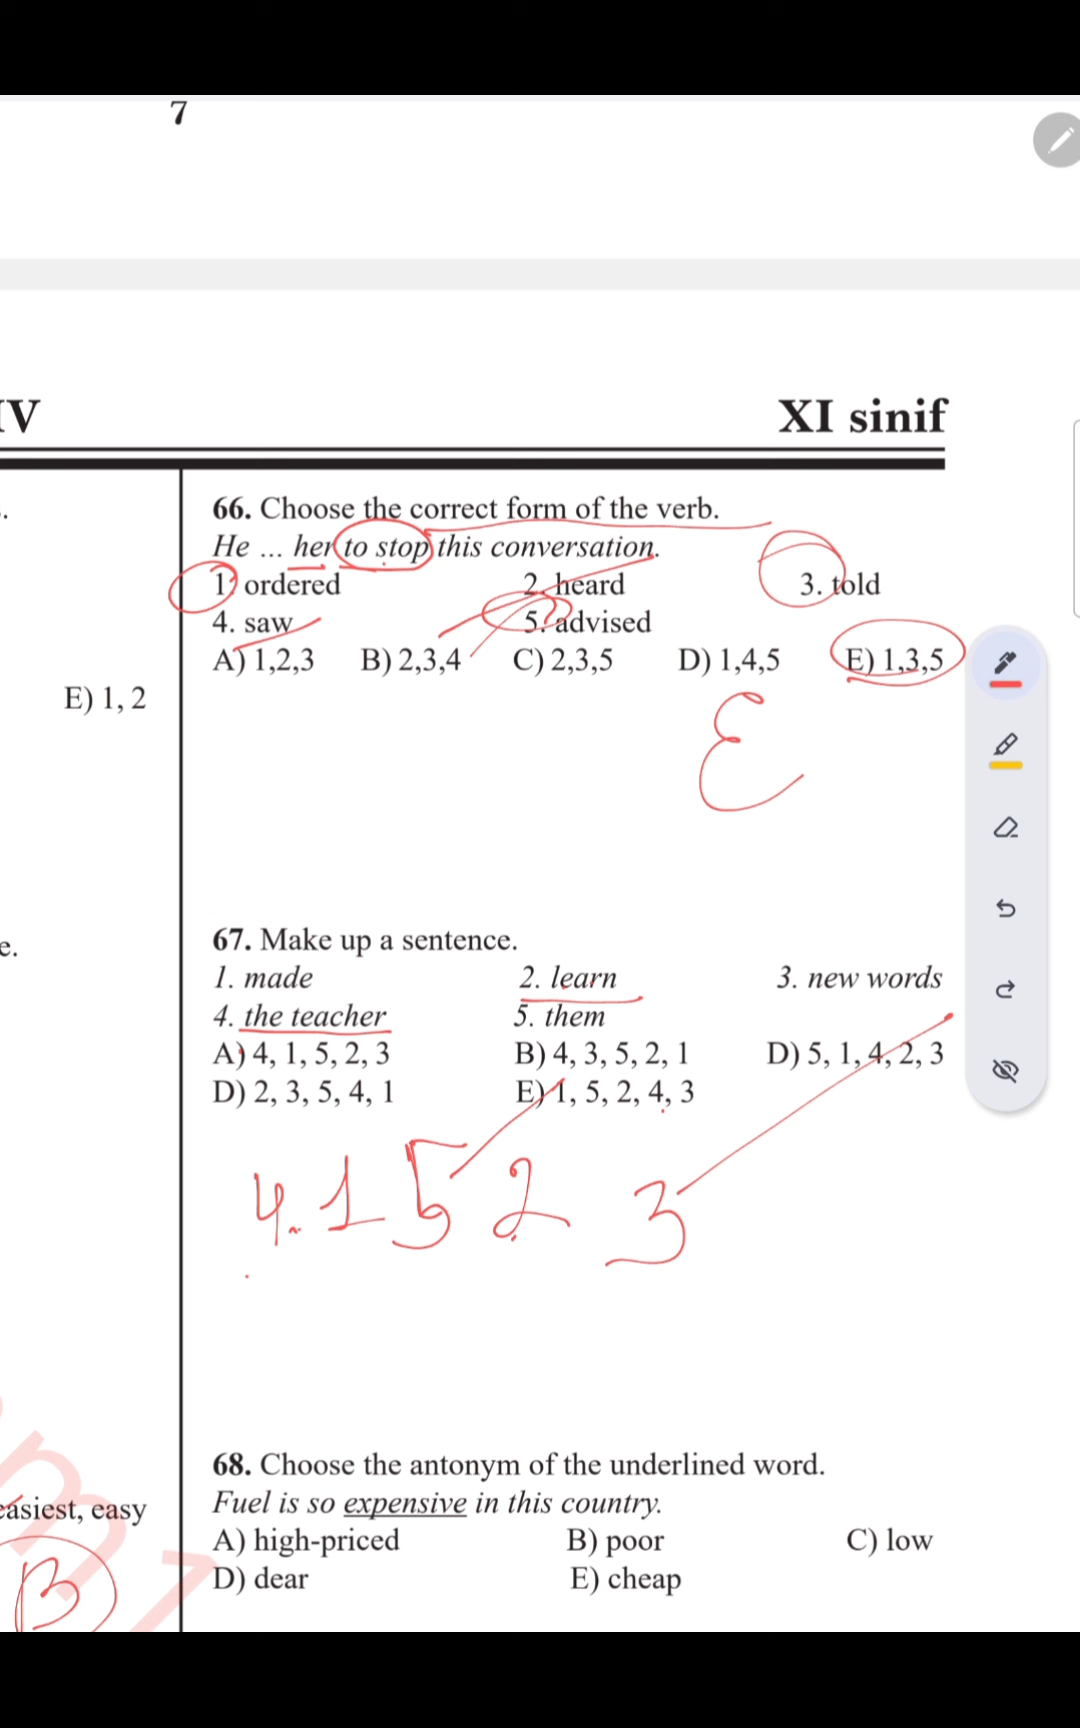 7
IV
XI sinif
66. Choose the correct form of the verb.
He ... her to stop this conversation.
1. ordered 2. heard 3. told
4. saw 5. advised
A) 1,2,3 B) 2,3,4 C) 2,3,5 D) 1,4,5 E) 1,3,5
E) 1, 2
E
67. Make up a sentence.
e.
1. made 2. learn 3. new words
4. the teacher 5. them
A) 4, 1, 5, 2, 3 B) 4, 3, 5, 2, 1 D) 5, 1, 4, 2, 3
D) 2, 3, 5, 4, 1 E) 1, 5, 2, 4, 3
4. 1 5 2 3
68. Choose the antonym of the underlined word.
easiest, easy
Fuel is so expensive in this country.
A) high-priced B) poor C) low
D) dear E) cheap
B